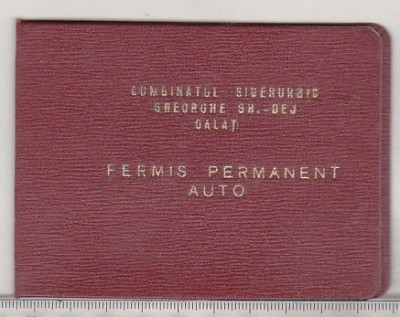 COMBINATUL SIDERURGIC
GHEORGHE GH.-DEJ
GALAȚI
PERMIS PERMANENT
AUTO